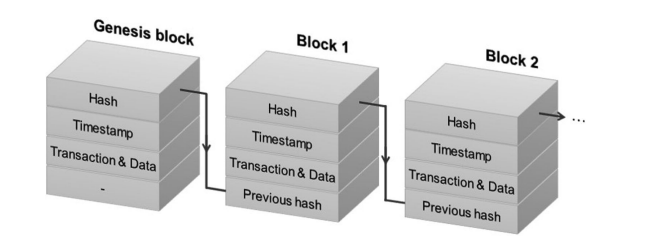 Genesis block
Hash
Timestamp
Transaction & Data
-
Block 1
Hash
Timestamp
Transaction & Data
Previous hash
Block 2
Hash
Timestamp
Transaction & Data
Previous hash
...